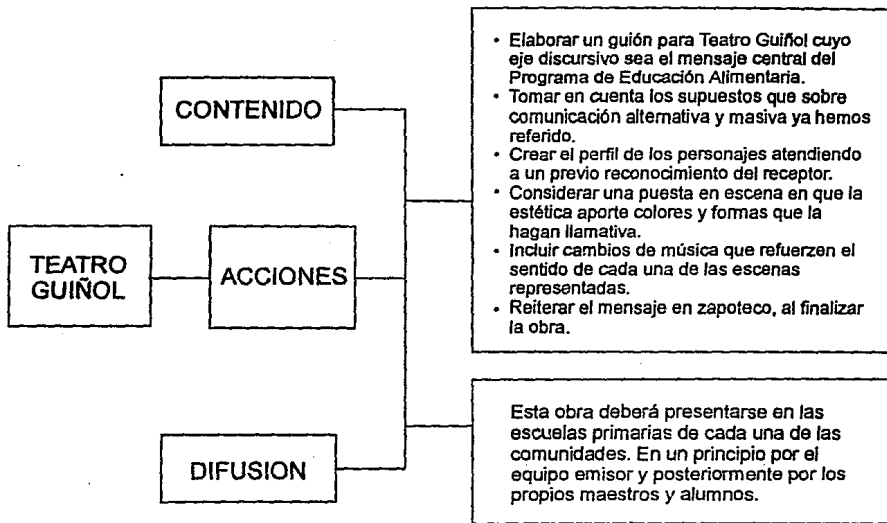 TEATRO
GUIÑOL
CONTENIDO
ACCIONES
DIFUSION
• Elaborar un guión para Teatro Guiñol cuyo
eje discursivo sea el mensaje central del
Programa de Educación Alimentaria.
• Tomar en cuenta los supuestos que sobre
comunicación alternativa y masiva ya hemos
referido.
• Crear el perfil de los personajes atendiendo
a un previo reconocimiento del receptor.
• Considerar una puesta en escena en que la
estética aporte colores y formas que la
hagan llamativa.
• Incluir cambios de música que refuerzen el
sentido de cada una de las escenas
representadas.
• Reiterar el mensaje en zapoteco, al finalizar
la obra.
Esta obra deberá presentarse en las
escuelas primarias de cada una de las
comunidades. En un principio por el
equipo emisor y posteriormente por los
propios maestros y alumnos.